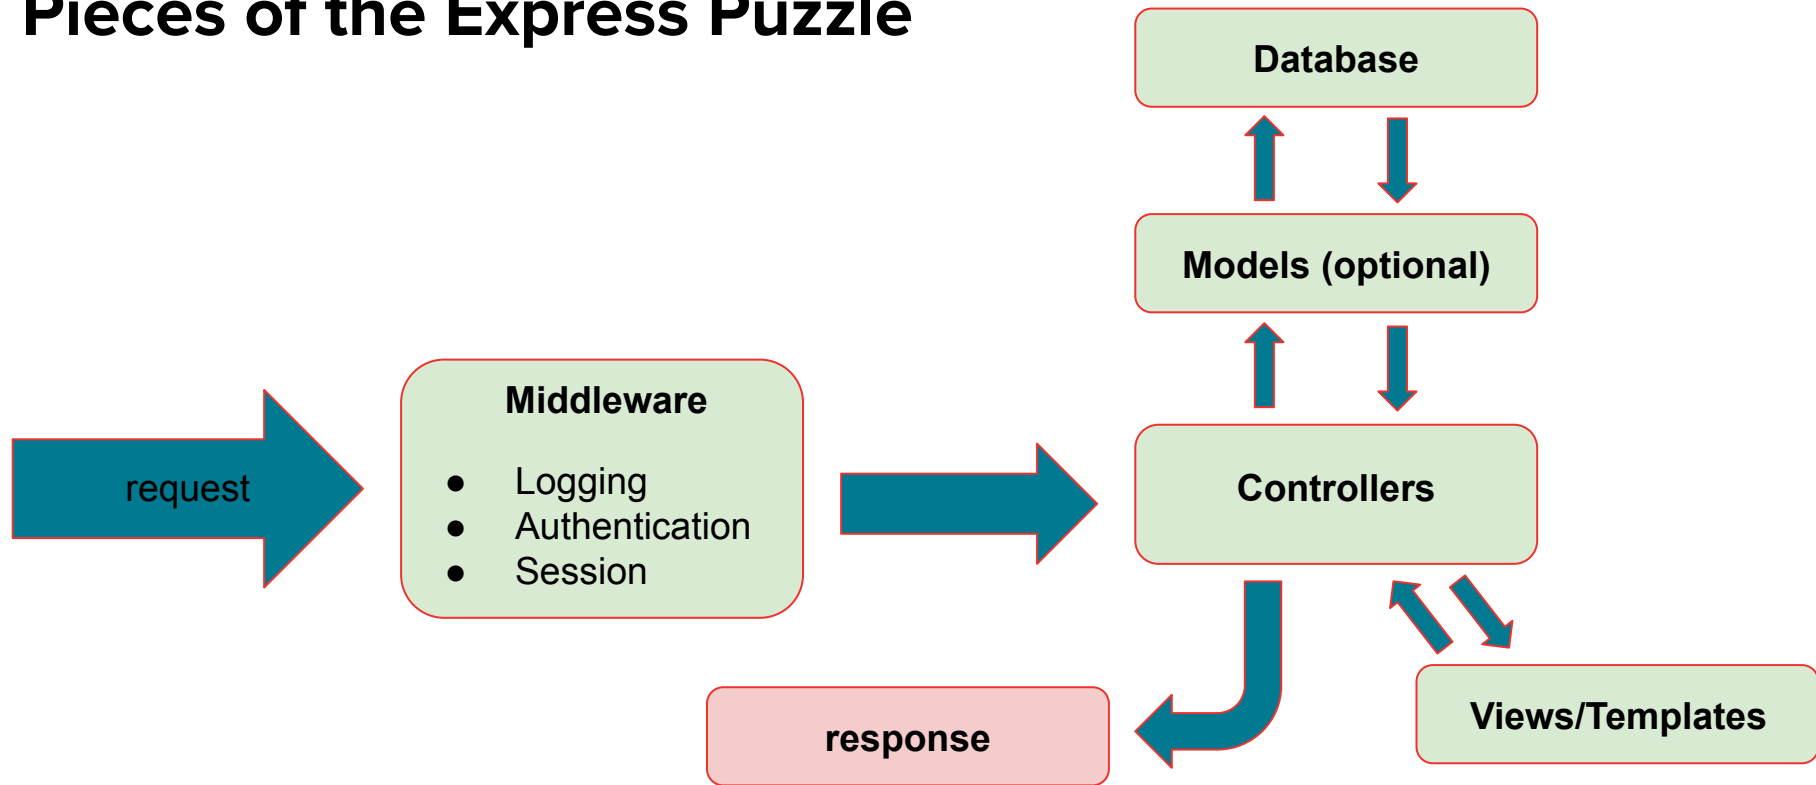 Pieces of the Express Puzzle
Database
Models (optional)
Middleware
● Logging
● Authentication
● Session
request
Controllers
Views/Templates
response